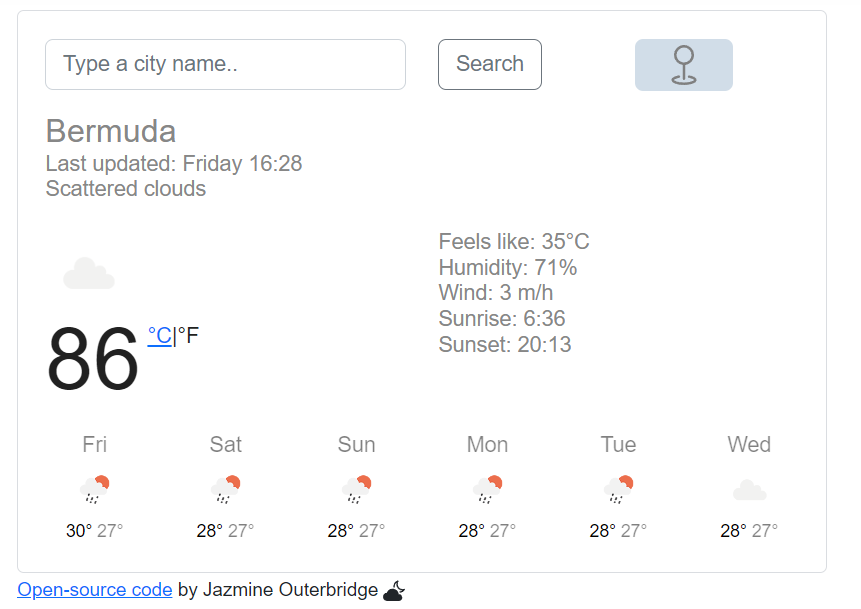 Type a city name.. Search
Bermuda
Last updated: Friday 16:28
Scattered clouds
Feels like: 35°C
Humidity: 71%
Wind: 3 m/h
Sunrise: 6:36
Sunset: 20:13
86 °C|°F
Fri Sat Sun Mon Tue Wed
30° 27° 28° 27° 28° 27° 28° 27° 28° 27° 28° 27°
Open-source code by Jazmine Outerbridge